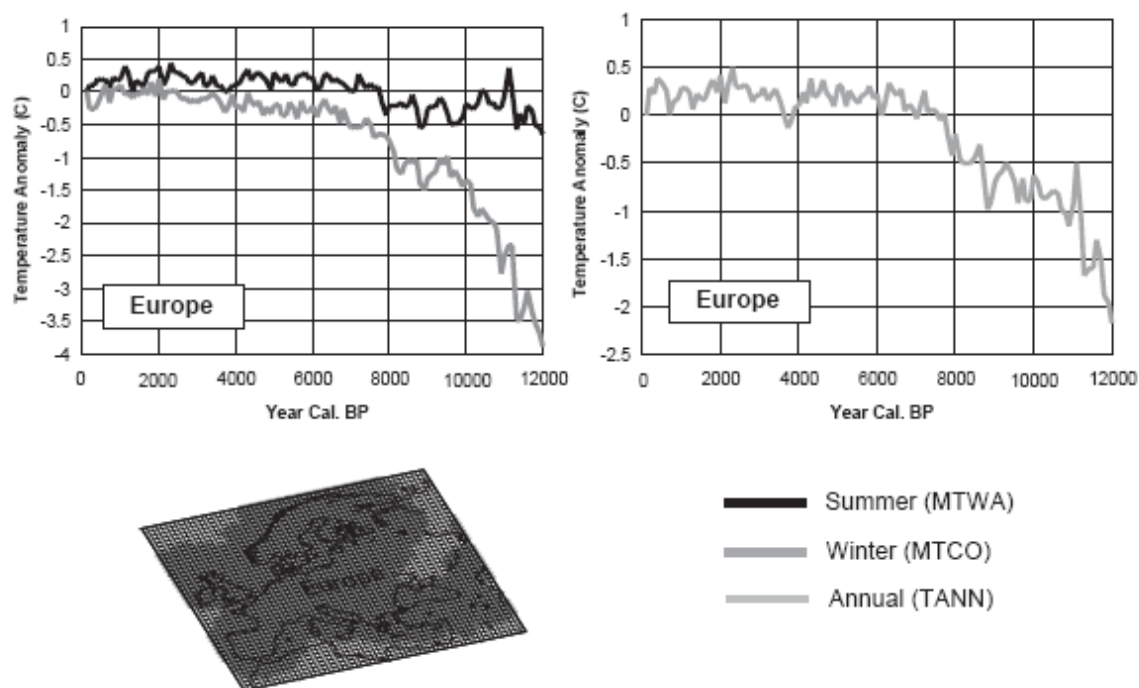 1
0.5
0
-0.5
-1
-1.5
-2
-2.5
-3
-3.5
-4
Temperature Anomaly (C)
Europe
0 2000 4000 6000 8000 10000 12000
Year Cal. BP
1
0.5
0
-0.5
-1
-1.5
-2
-2.5
Temperature Anomaly (C)
Europe
0 2000 4000 6000 8000 10000 12000
Year Cal. BP
Europe
Summer (MTWA)
Winter (MTCO)
Annual (TANN)